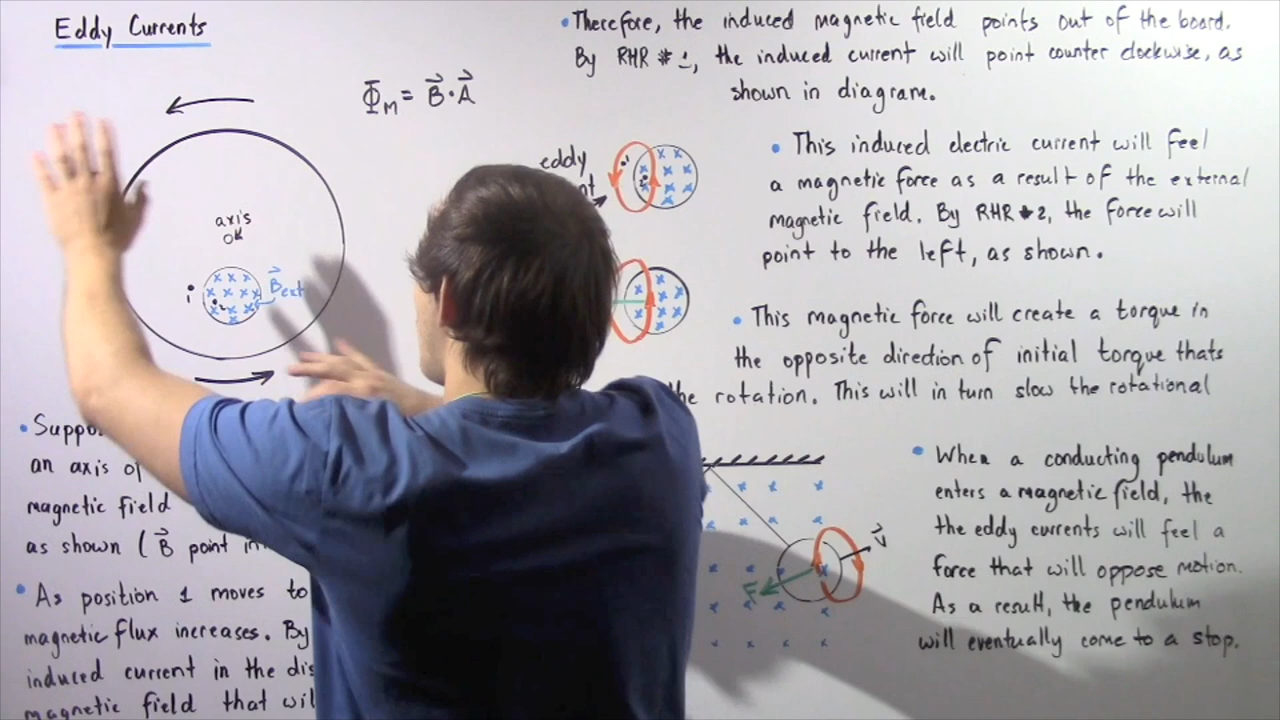 Eddy Currents
Φ_M = B⃗ · A⃗
axis
B⃗ext
i
•Suppo
an axis of
magnetic field
as shown (B⃗ point in
•As position 1 moves to
magnetic flux increases. By
induced current in the dis
magnetic field that wil
•Therefore, the induced magnetic field points out of the board.
By RHR #1, the induced current will point counter clockwise, as
shown in diagram.
eddy
• This induced electric current will feel
a magnetic force as a result of the external
magnetic field. By RHR #2, the force will
point to the left, as shown.
• This magnetic force will create a torque in
the opposite direction of initial torque thats
the rotation. This will in turn slow the rotational
F
V⃗
• When a conducting pendulum
enters a magnetic field, the
the eddy currents will feel a
force that will oppose motion.
As a result, the pendulum
will eventually come to a stop.